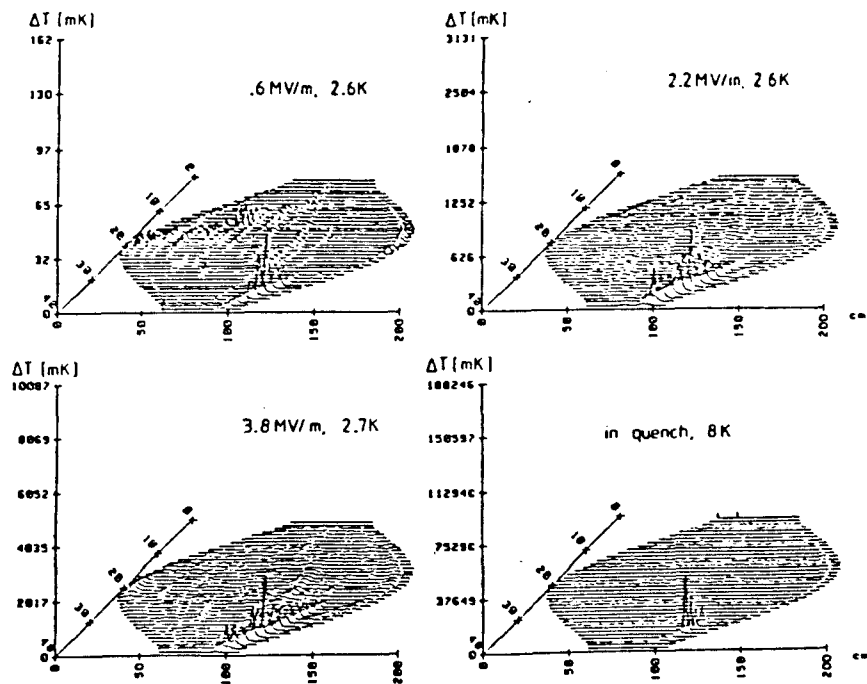 ΔT [mK]
162
130
97
65
32
0
.6 MV/m, 2.6K
0 50 100 150 200
ΔT [mK]
3131
2504
1878
1252
626
0
2.2 MV/m, 2.6K
0 50 100 150 200
cm
ΔT [mK]
10087
8069
6052
4035
2017
0
3.8 MV/m, 2.7K
0 50 100 150 200
ΔT [mK]
188246
150597
112946
75296
37649
0
in quench, 8K
0 50 100 150 200
cm